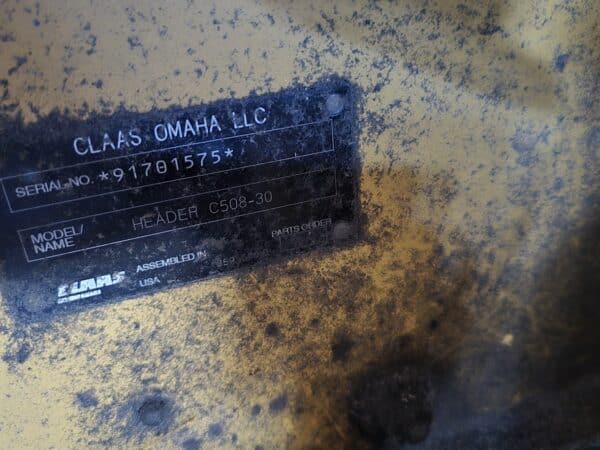 CLAAS OMAHA LLC
SERIAL-NO. *91701575*
MODEL/
NAME HEADER C508-30
PARTS ORDER
CLAAS ASSEMBLED IN
USA